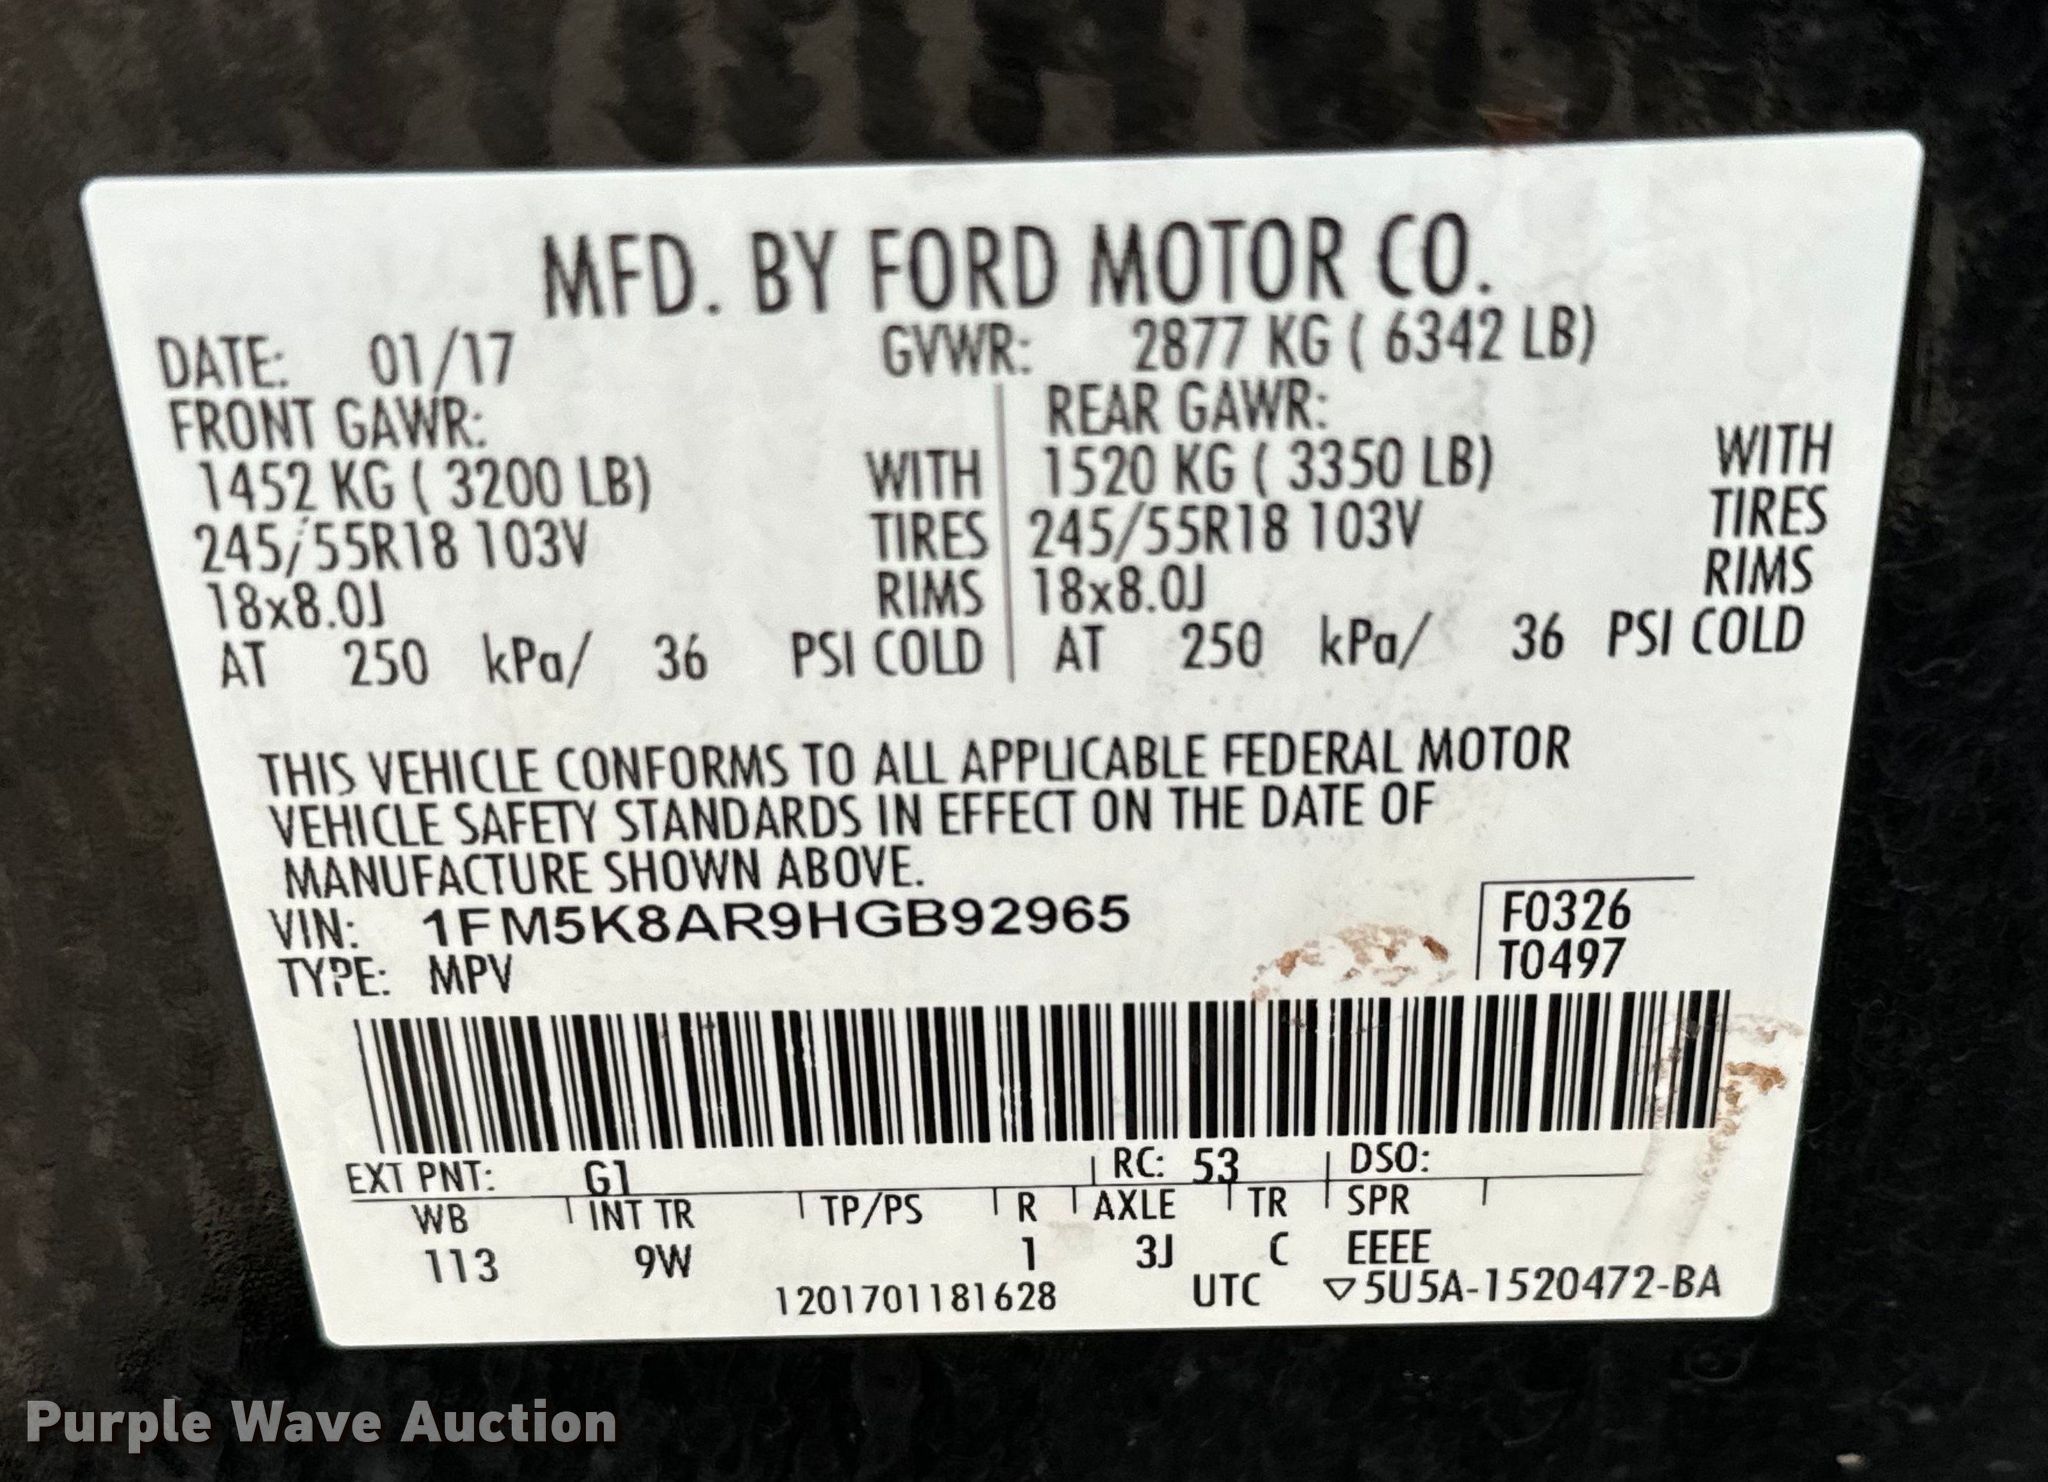 MFD. BY FORD MOTOR CO.
DATE: 01/17 GVWR: 2877 KG ( 6342 LB)
FRONT GAWR: REAR GAWR:
1452 KG ( 3200 LB) WITH 1520 KG ( 3350 LB) WITH
245/55R18 103V TIRES 245/55R18 103V TIRES
18x8.0J RIMS 18x8.0J RIMS
AT 250 kPa/ 36 PSI COLD AT 250 kPa/ 36 PSI COLD
THIS VEHICLE CONFORMS TO ALL APPLICABLE FEDERAL MOTOR
VEHICLE SAFETY STANDARDS IN EFFECT ON THE DATE OF
MANUFACTURE SHOWN ABOVE.
VIN: 1FM5K8AR9HGB92965 F0326
TYPE: MPV T0497
EXT PNT: G1 RC: 53 DSO:
WB INT TR TP/PS R AXLE TR SPR
113 9W 1 3J C EEEE
1201701181628 UTC ▽5U5A-1520472-BA
Purple Wave Auction